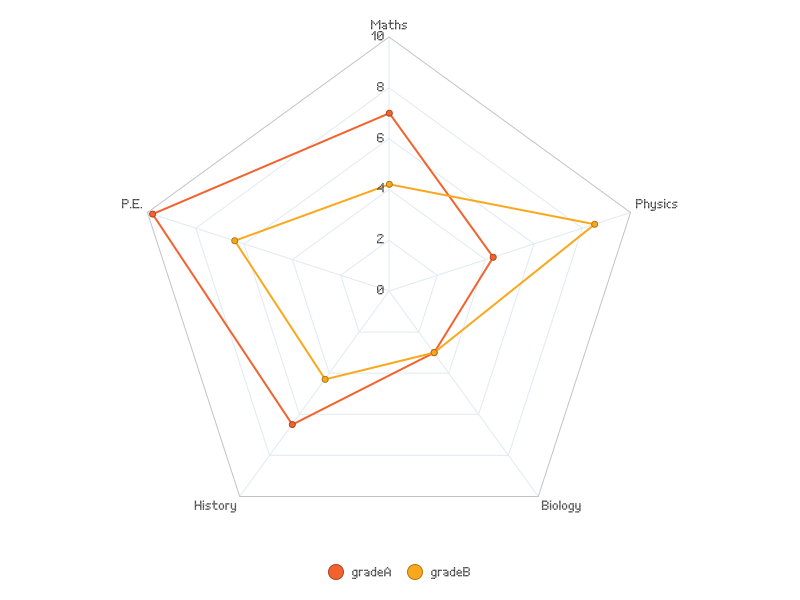 Maths
10
8
6
4
2
0
P.E.
Physics
History
Biology
gradeA
gradeB